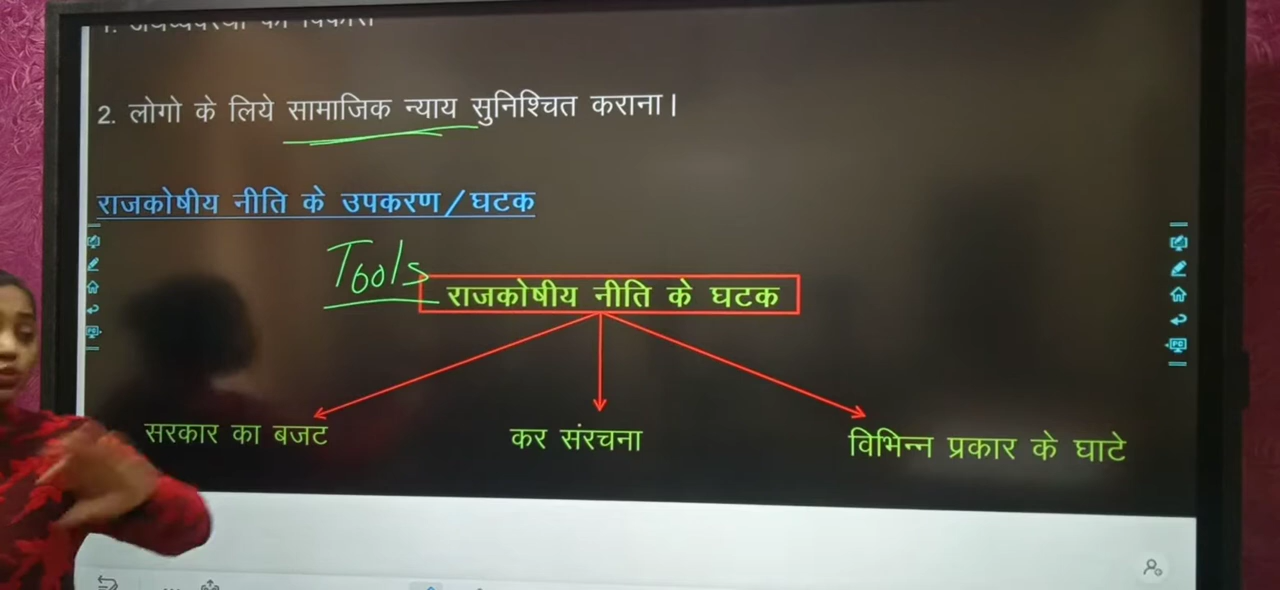 2. लोगो के लिये सामाजिक न्याय सुनिश्चित कराना।
राजकोषीय नीति के उपकरण/घटक
Tools
राजकोषीय नीति के घटक
सरकार का बजट
कर संरचना
विभिन्न प्रकार के घाटे